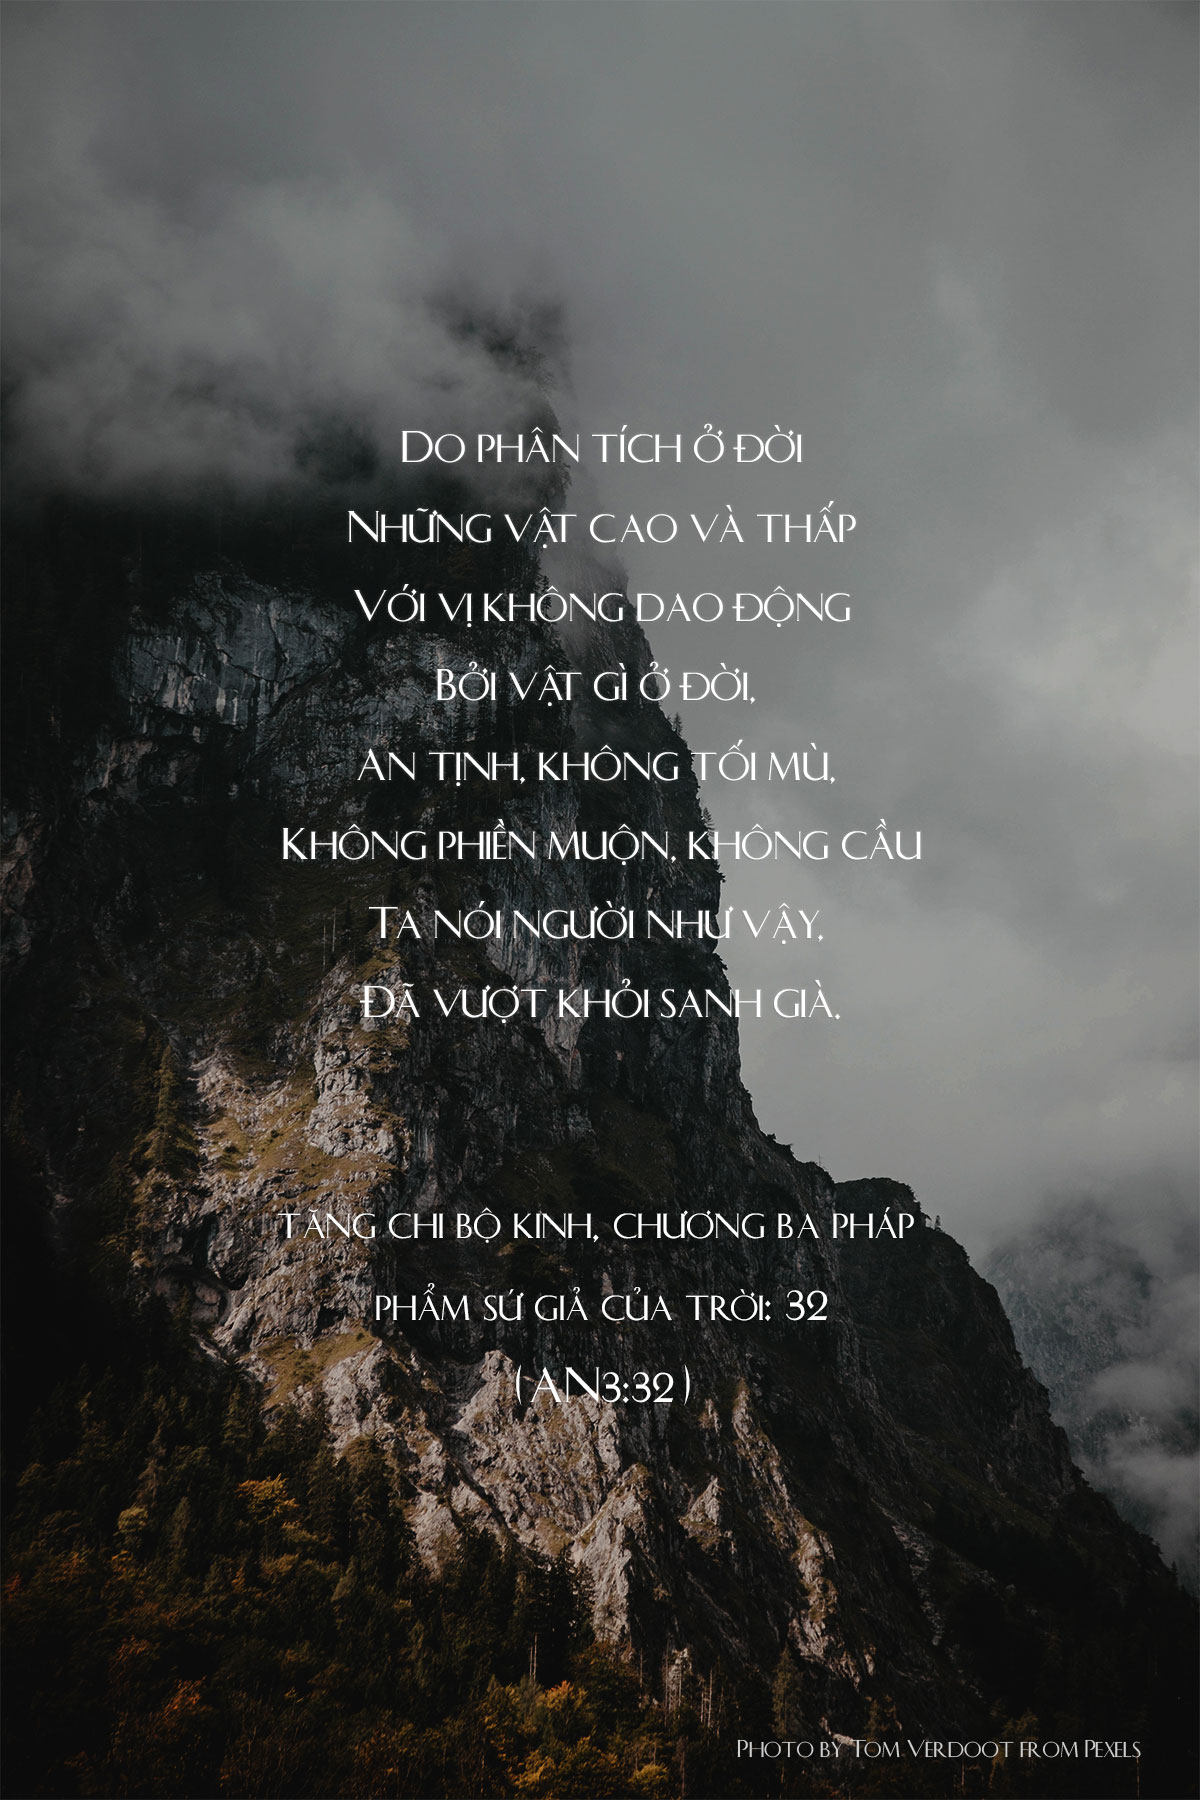 Do phân tích ở đời
Những vật cao và thấp
Với vị không dao động
Bởi vật gì ở đời,
An tịnh, không tối mù,
Không phiền muộn, không cầu
Ta nói người như vậy,
Đã vượt khỏi sanh già.
tăng chi bộ kinh, chương ba pháp
phẩm sứ giả của trời: 32
(AN3:32)
Photo by Tom Verdoot from Pexels